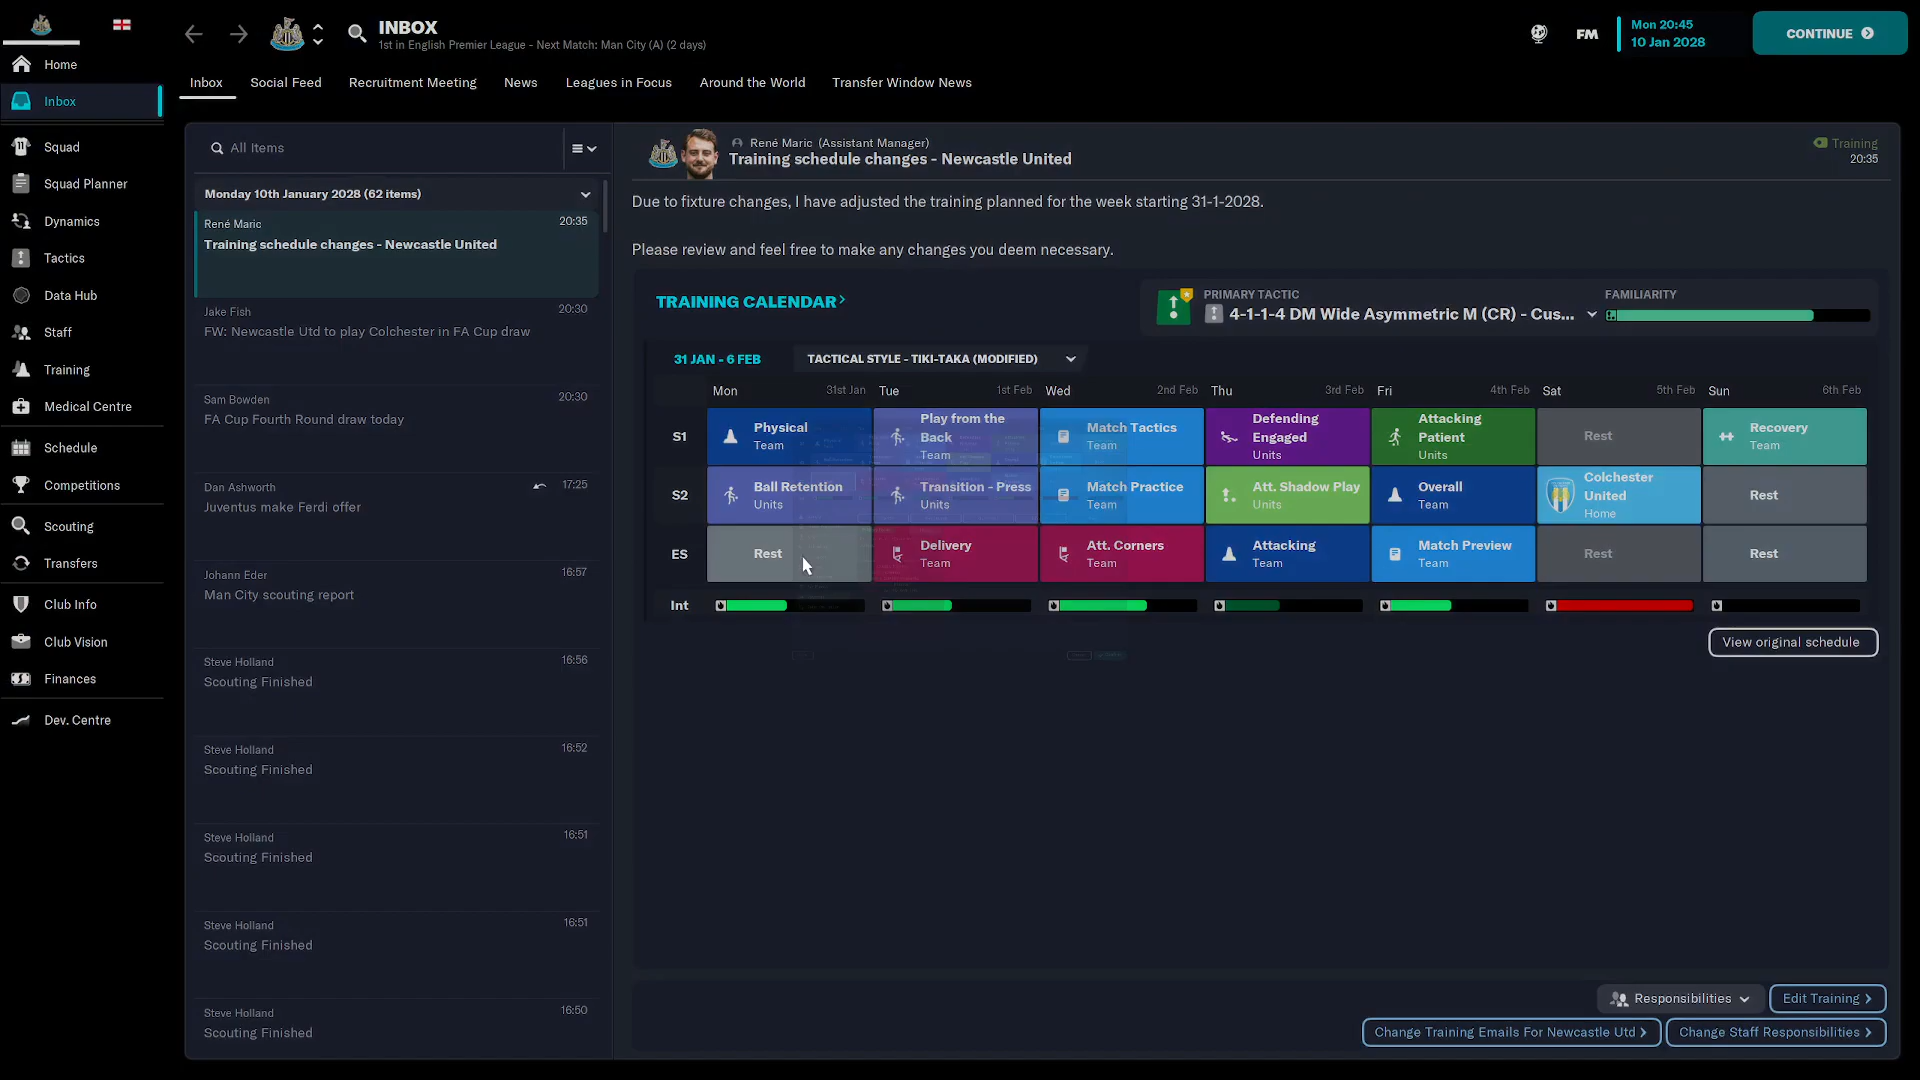 INBOX
1st in English Premier League - Next Match: Man City (A) (2 days)
FM
Mon 20:45
10 Jan 2028
CONTINUE
Home
Inbox
Squad
Squad Planner
Dynamics
Tactics
Data Hub
Staff
Training
Medical Centre
Schedule
Competitions
Scouting
Transfers
Club Info
Club Vision
Finances
Dev. Centre
Inbox Social Feed Recruitment Meeting News Leagues in Focus Around the World Transfer Window News
All Items
Monday 10th January 2028 (62 items)
René Maric 20:35
Training schedule changes - Newcastle United
Jake Fish 20:30
FW: Newcastle Utd to play Colchester in FA Cup draw
Sam Bowden 20:30
FA Cup Fourth Round draw today
Dan Ashworth 17:25
Juventus make Ferdi offer
Johann Eder 16:57
Man City scouting report
Steve Holland 16:56
Scouting Finished
Steve Holland 16:52
Scouting Finished
Steve Holland 16:51
Scouting Finished
Steve Holland 16:51
Scouting Finished
Steve Holland 16:50
Scouting Finished
René Maric (Assistant Manager)
Training schedule changes - Newcastle United
Training
20:35
Due to fixture changes, I have adjusted the training planned for the week starting 31-1-2028.
Please review and feel free to make any changes you deem necessary.
TRAINING CALENDAR
PRIMARY TACTIC
4-1-1-4 DM Wide Asymmetric M (CR) - Cus...
FAMILIARITY
31 JAN - 6 FEB
TACTICAL STYLE - TIKI-TAKA (MODIFIED)
Mon 31st Jan Tue 1st Feb Wed 2nd Feb Thu 3rd Feb Fri 4th Feb Sat 5th Feb Sun 6th Feb
S1
Physical
Team
Play from the
Back
Team
Match Tactics
Team
Defending
Engaged
Units
Attacking
Patient
Units
Rest
Recovery
Team
S2
Ball Retention
Units
Transition - Press
Units
Match Practice
Team
Att. Shadow Play
Units
Overall
Team
Colchester
United
Home
Rest
ES
Rest
Delivery
Team
Att. Corners
Team
Attacking
Team
Match Preview
Team
Rest
Rest
Int
View original schedule
Responsibilities
Edit Training
Change Training Emails For Newcastle Utd
Change Staff Responsibilities